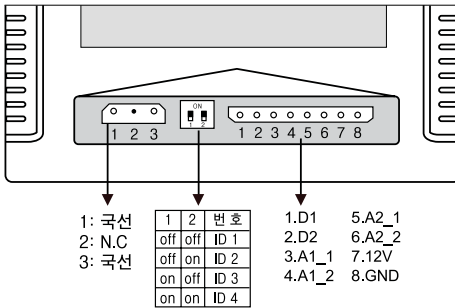 ON
1 2
1 2 3
1 2 3 4 5 6 7 8
1: 국선
2: N.C
3: 국선
1 2 번호
off off ID 1
off on ID 2
on off ID 3
on on ID 4
1.D1 5.A2_1
2.D2 6.A2_2
3.A1_1 7.12V
4.A1_2 8.GND